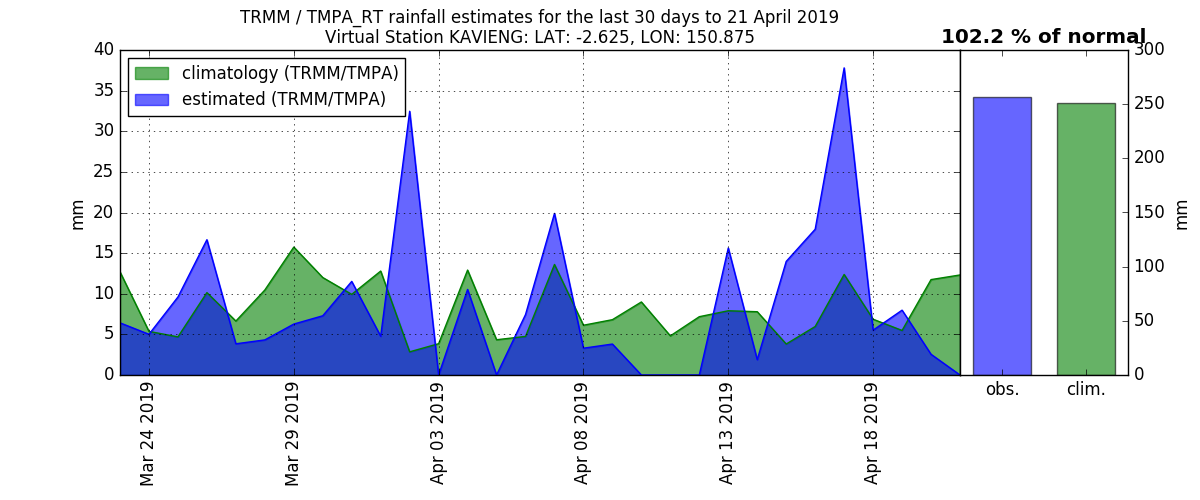 TRMM / TMPA_RT rainfall estimates for the last 30 days to 21 April 2019
Virtual Station KAVIENG: LAT: -2.625, LON: 150.875
102.2 % of normal
climatology (TRMM/TMPA)
estimated (TRMM/TMPA)
40
35
30
25
20
15
10
5
0
mm
Mar 24 2019
Mar 29 2019
Apr 03 2019
Apr 08 2019
Apr 13 2019
Apr 18 2019
300
250
200
150
100
50
0
mm
obs.
clim.